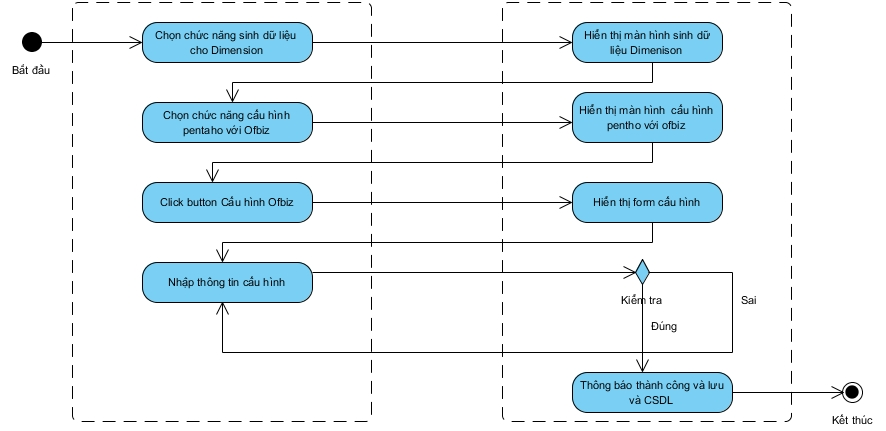 Bắt đầu
Chọn chức năng sinh dữ liệu
cho Dimension
Hiển thị màn hình sinh dữ
liệu Dimenison
Chọn chức năng cấu hình
pentaho với Ofbiz
Hiển thị màn hình cấu hình
pentho với ofbiz
Click button Cấu hình Ofbiz
Hiển thị form cấu hình
Nhập thông tin cấu hình
Kiểm tra
Sai
Đúng
Thông báo thành công và lưu
và CSDL
Kết thúc